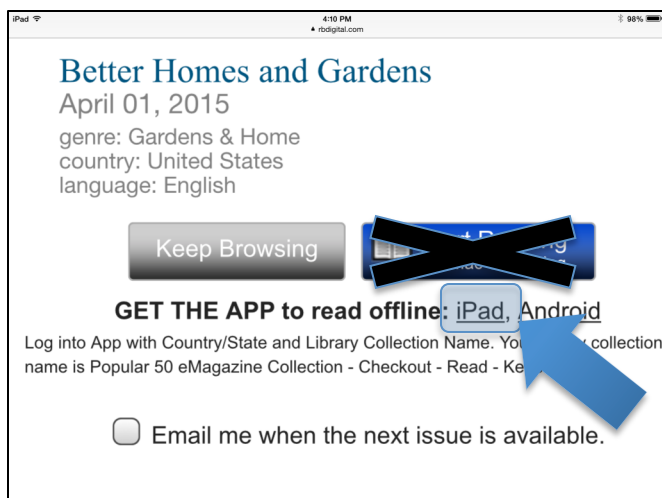 iPad 4:10 PM 98%
rbdigital.com
Better Homes and Gardens
April 01, 2015
genre: Gardens & Home
country: United States
language: English
Keep Browsing
GET THE APP to read offline: iPad, Android
Log into App with Country/State and Library Collection Name. collection
name is Popular 50 eMagazine Collection - Checkout - Read -
Email me when the next issue is available.